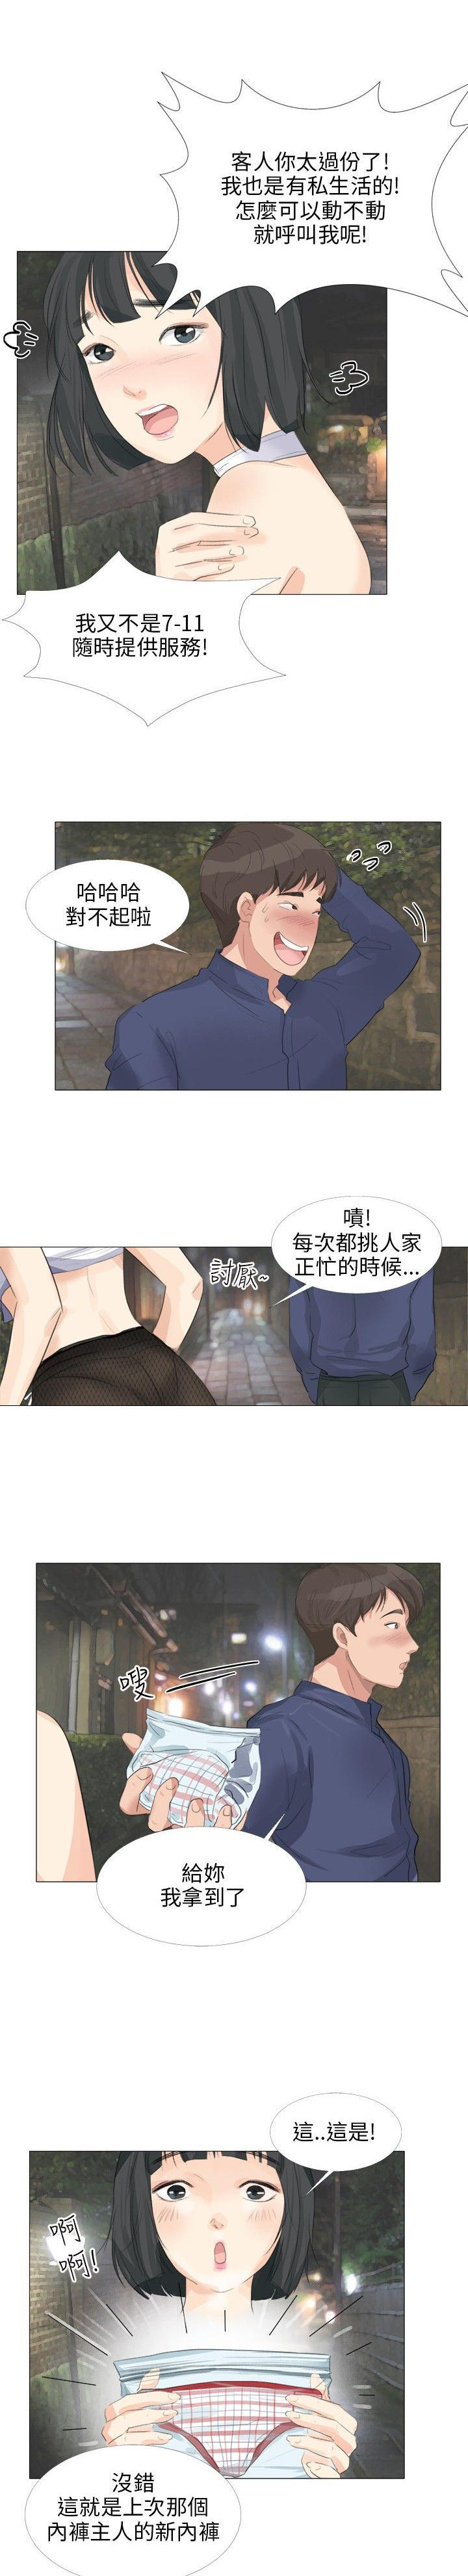 客人你太過份了!
我也是有私生活的!
怎麼可以動不動
就呼叫我呢!
我又不是7-11
隨時提供服務!
哈哈哈
對不起啦
嘖!
每次都挑人家
正忙的時候...
討厭~
嗖
給妳
我拿到了
這..這是!
啊
啊!
沒錯
這就是上次那個
內褲主人的新內褲